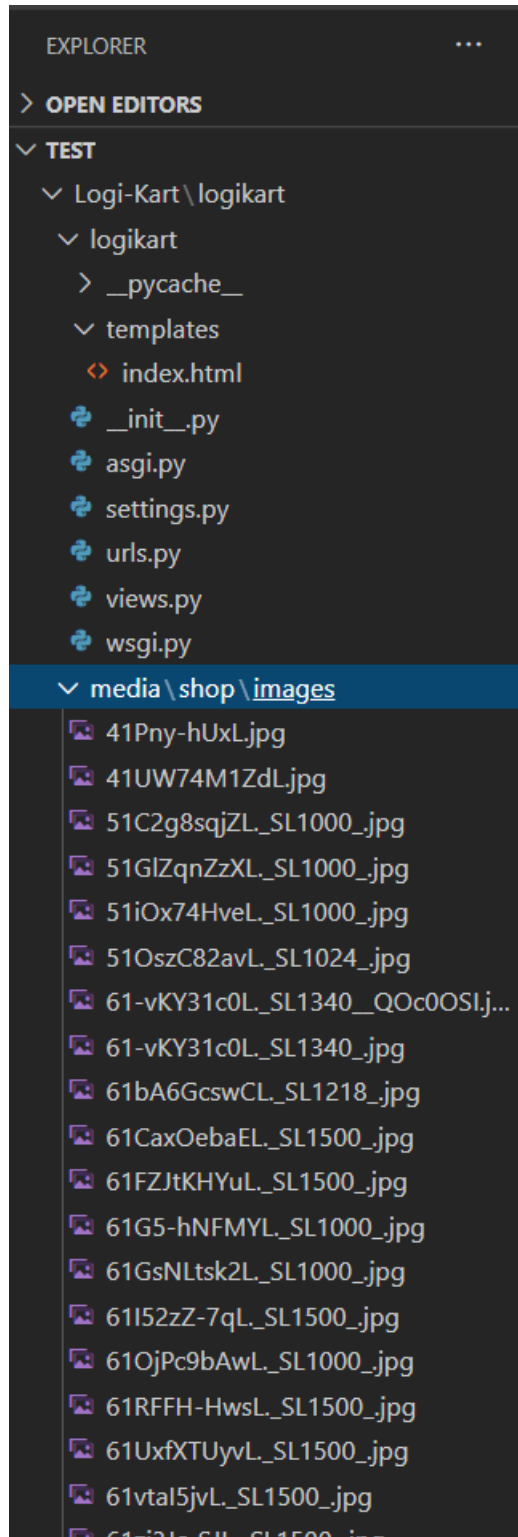 EXPLORER ...
OPEN EDITORS
TEST
Logi-Kart\logikart
logikart
__pycache__
templates
index.html
__init__.py
asgi.py
settings.py
urls.py
views.py
wsgi.py
media\shop\images
41Pny-hUxL.jpg
41UW74M1ZdL.jpg
51C2g8sqjZL._SL1000_.jpg
51GlZqnZzXL._SL1000_.jpg
51iOx74HveL._SL1000_.jpg
51OszC82avL._SL1024_.jpg
61-vKY31c0L._SL1340__QOc0OSI.j...
61-vKY31c0L._SL1340_.jpg
61bA6GcswCL._SL1218_.jpg
61CaxOebaEL._SL1500_.jpg
61FZJtKHYuL._SL1500_.jpg
61G5-hNFMYL._SL1000_.jpg
61GsNLtsk2L._SL1000_.jpg
61I52zZ-7qL._SL1500_.jpg
61OjPc9bAwL._SL1000_.jpg
61RFFH-HwsL._SL1500_.jpg
61UxfXTUyvL._SL1500_.jpg
61vtaI5jvL._SL1500_.jpg